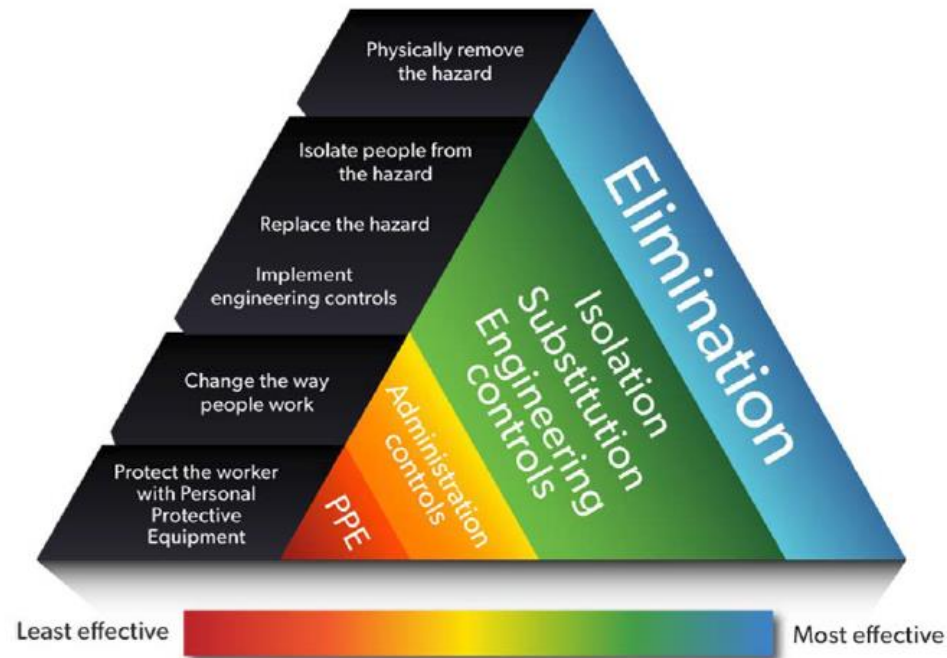 Physically remove
the hazard
Isolate people from
the hazard
Replace the hazard
Implement
engineering controls
Change the way
people work
Protect the worker
with Personal
Protective
Equipment
Elimination
Isolation
Substitution
Engineering
controls
Administration
controls
PPE
Least effective
Most effective